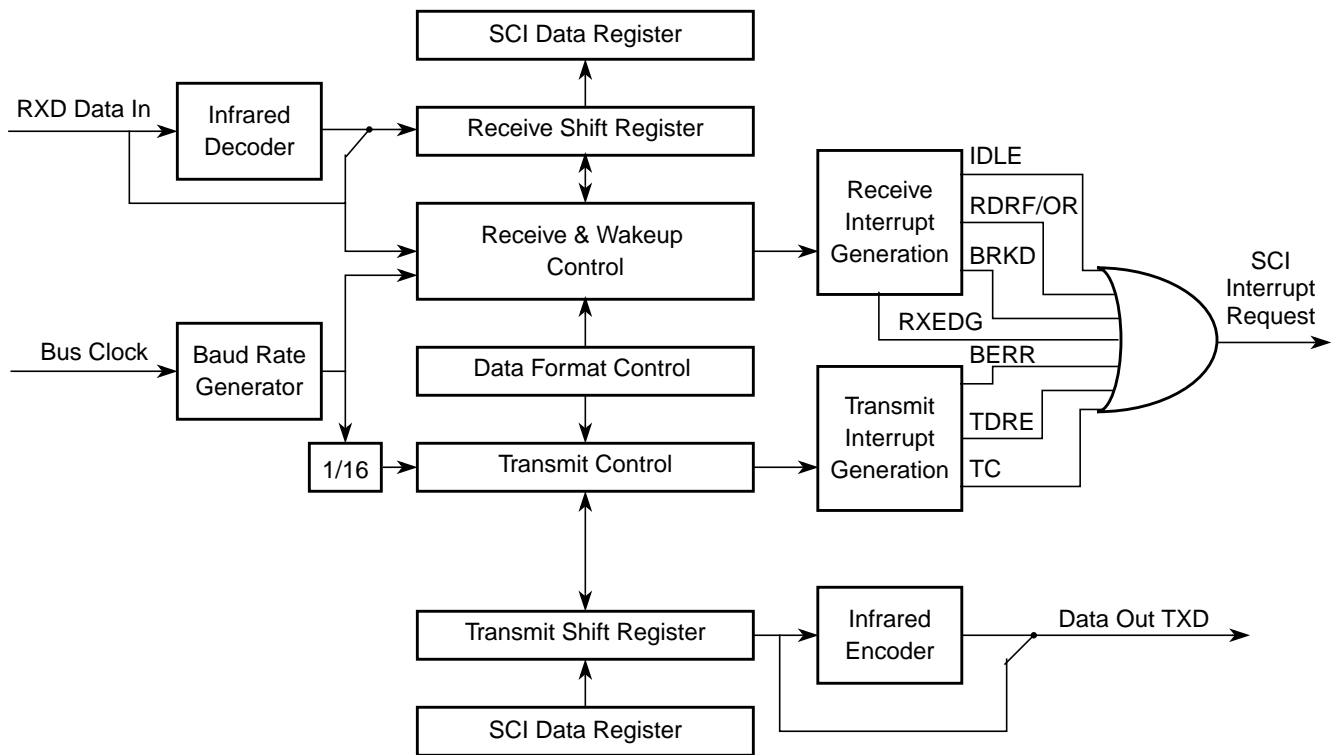 SCI Data Register
RXD Data In
Infrared
Decoder
Receive Shift Register
Receive & Wakeup
Control
Receive
Interrupt
Generation
IDLE
RDRF/OR
BRKD
RXEDG
SCI
Interrupt
Request
Bus Clock
Baud Rate
Generator
Data Format Control
BERR
Transmit
Interrupt
Generation
TDRE
TC
1/16
Transmit Control
Transmit Shift Register
Infrared
Encoder
Data Out TXD
SCI Data Register